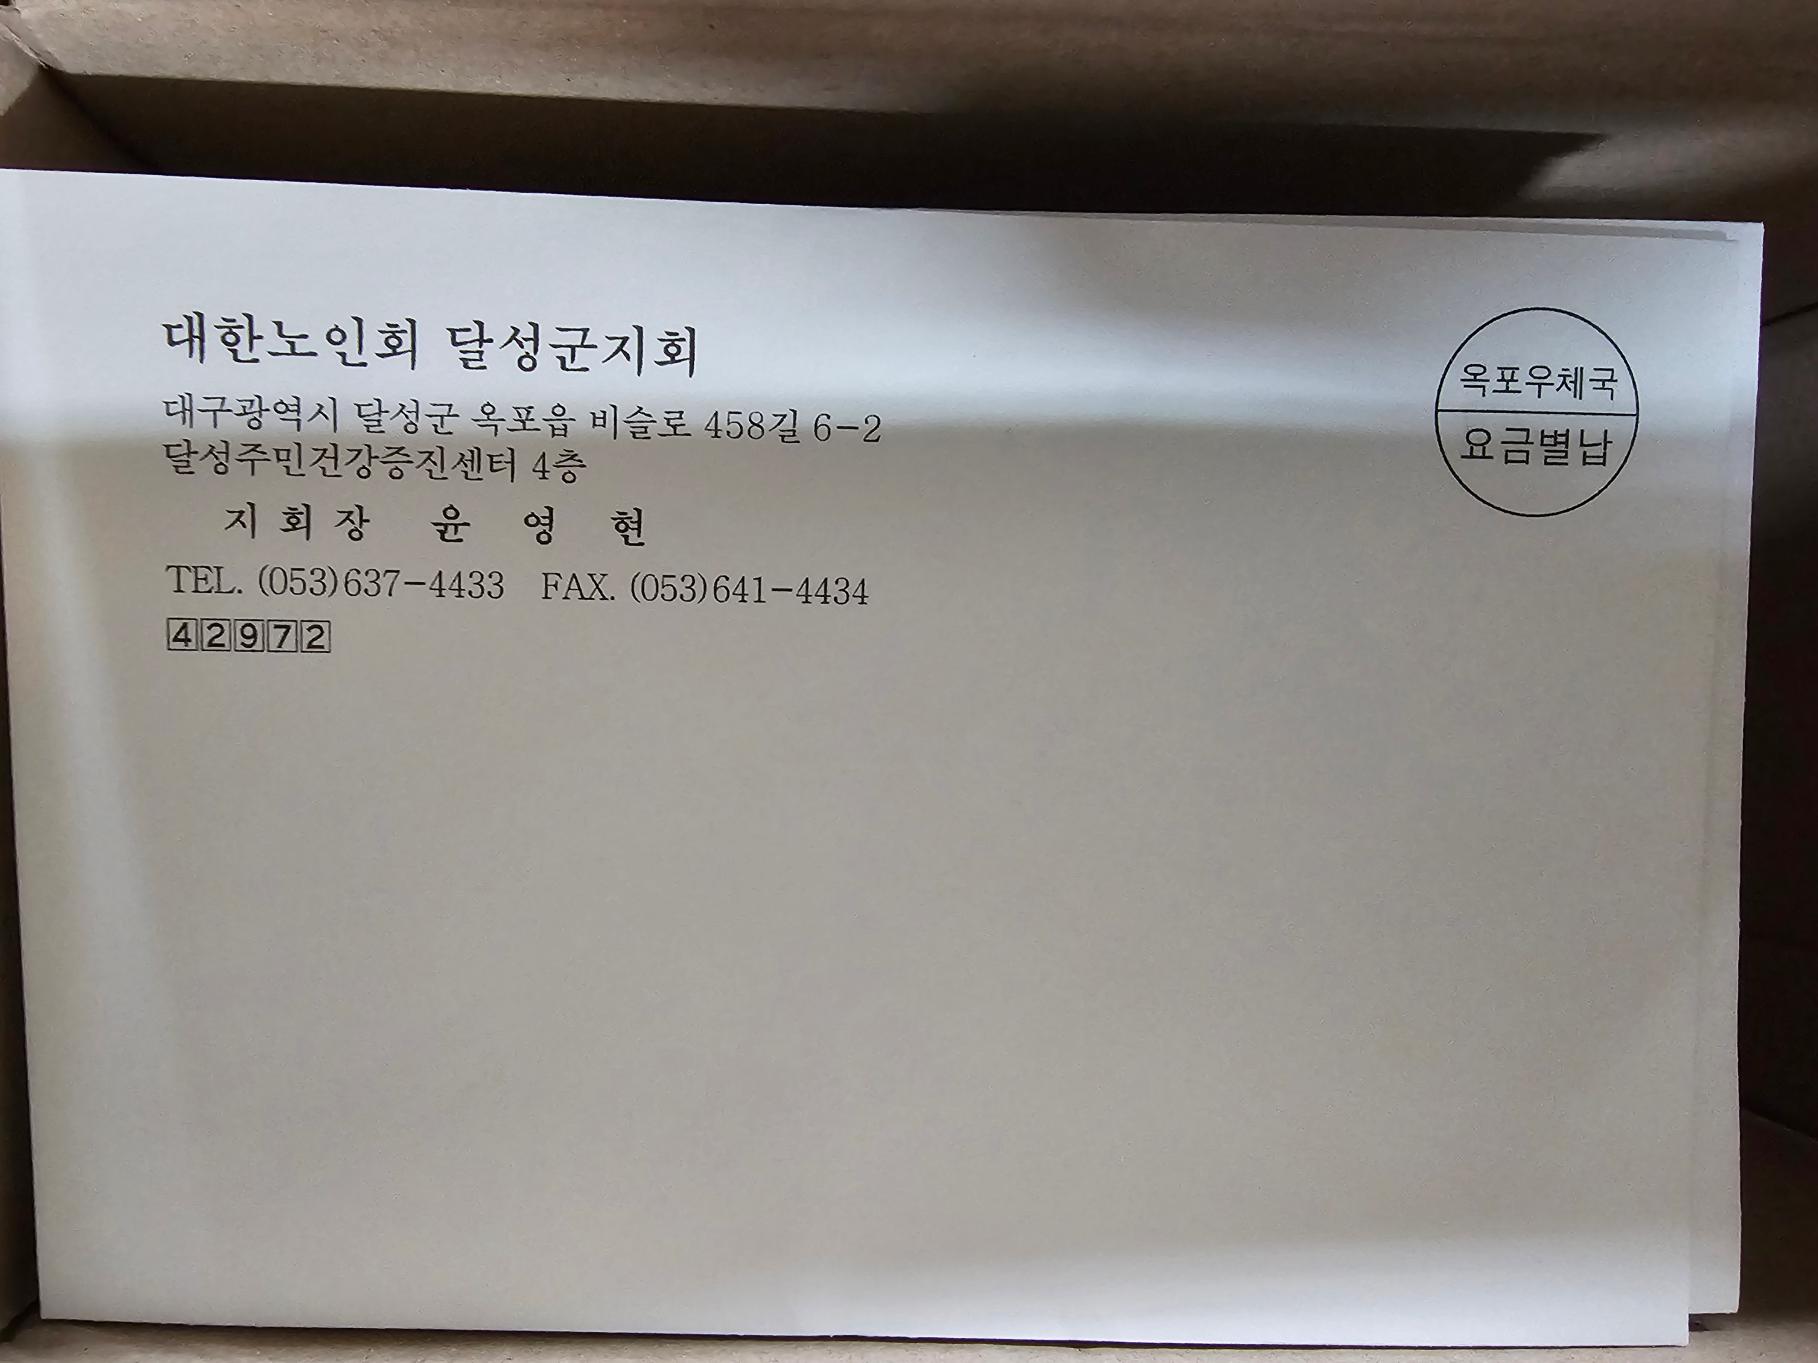 대한노인회 달성군지회
대구광역시 달성군 옥포읍 비슬로 458길 6-2
달성주민건강증진센터 4층
지 회 장 윤 영 현
TEL. (053)637-4433 FAX. (053)641-4434
42972
옥포우체국
요금별납